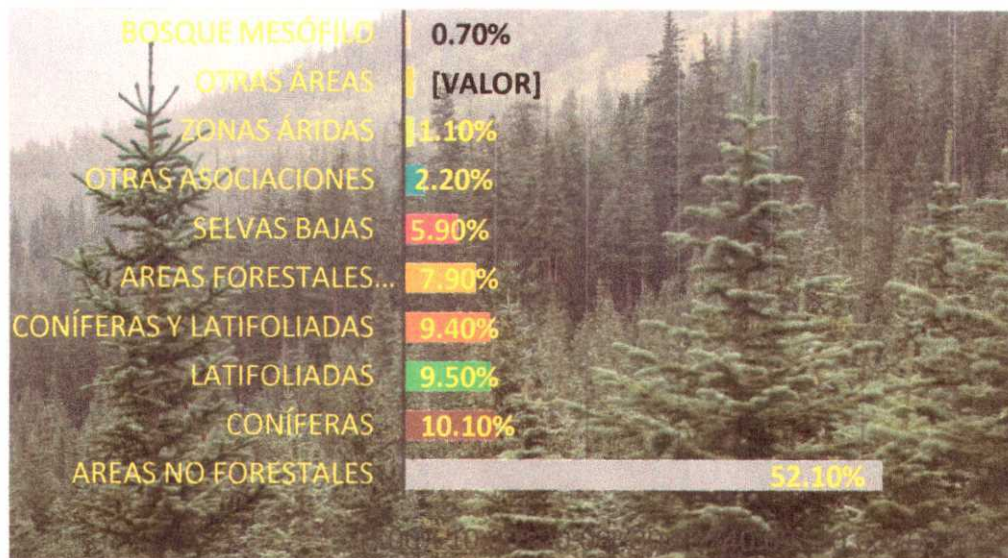 BOSQUE MESÓFILO 0.70%
OTRAS ÁREAS [VALOR]
ZONAS ÁRIDAS 1.10%
OTRAS ASOCIACIONES 2.20%
SELVAS BAJAS 5.90%
AREAS FORESTALES... 7.90%
CONÍFERAS Y LATIFOLIADAS 9.40%
LATIFOLIADAS 9.50%
CONÍFERAS 10.10%
AREAS NO FORESTALES 52.10%